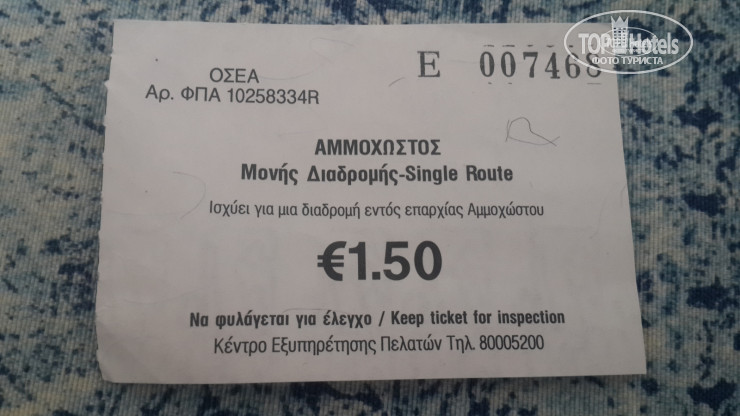 ΟΣΕΑ
Αρ. ΦΠΑ 10258334R
Ε 007468
ΑΜΜΟΧΩΣΤΟΣ
Μονής Διαδρομής-Single Route
Ισχύει για μια διαδρομή εντός επαρχίας Αμμοχώστου
€1.50
Να φυλάγεται για έλεγχο / Keep ticket for inspection
Κέντρο Εξυπηρέτησης Πελατών Τηλ. 80005200
TOP Hotels
ФОТО ТУРИСТА